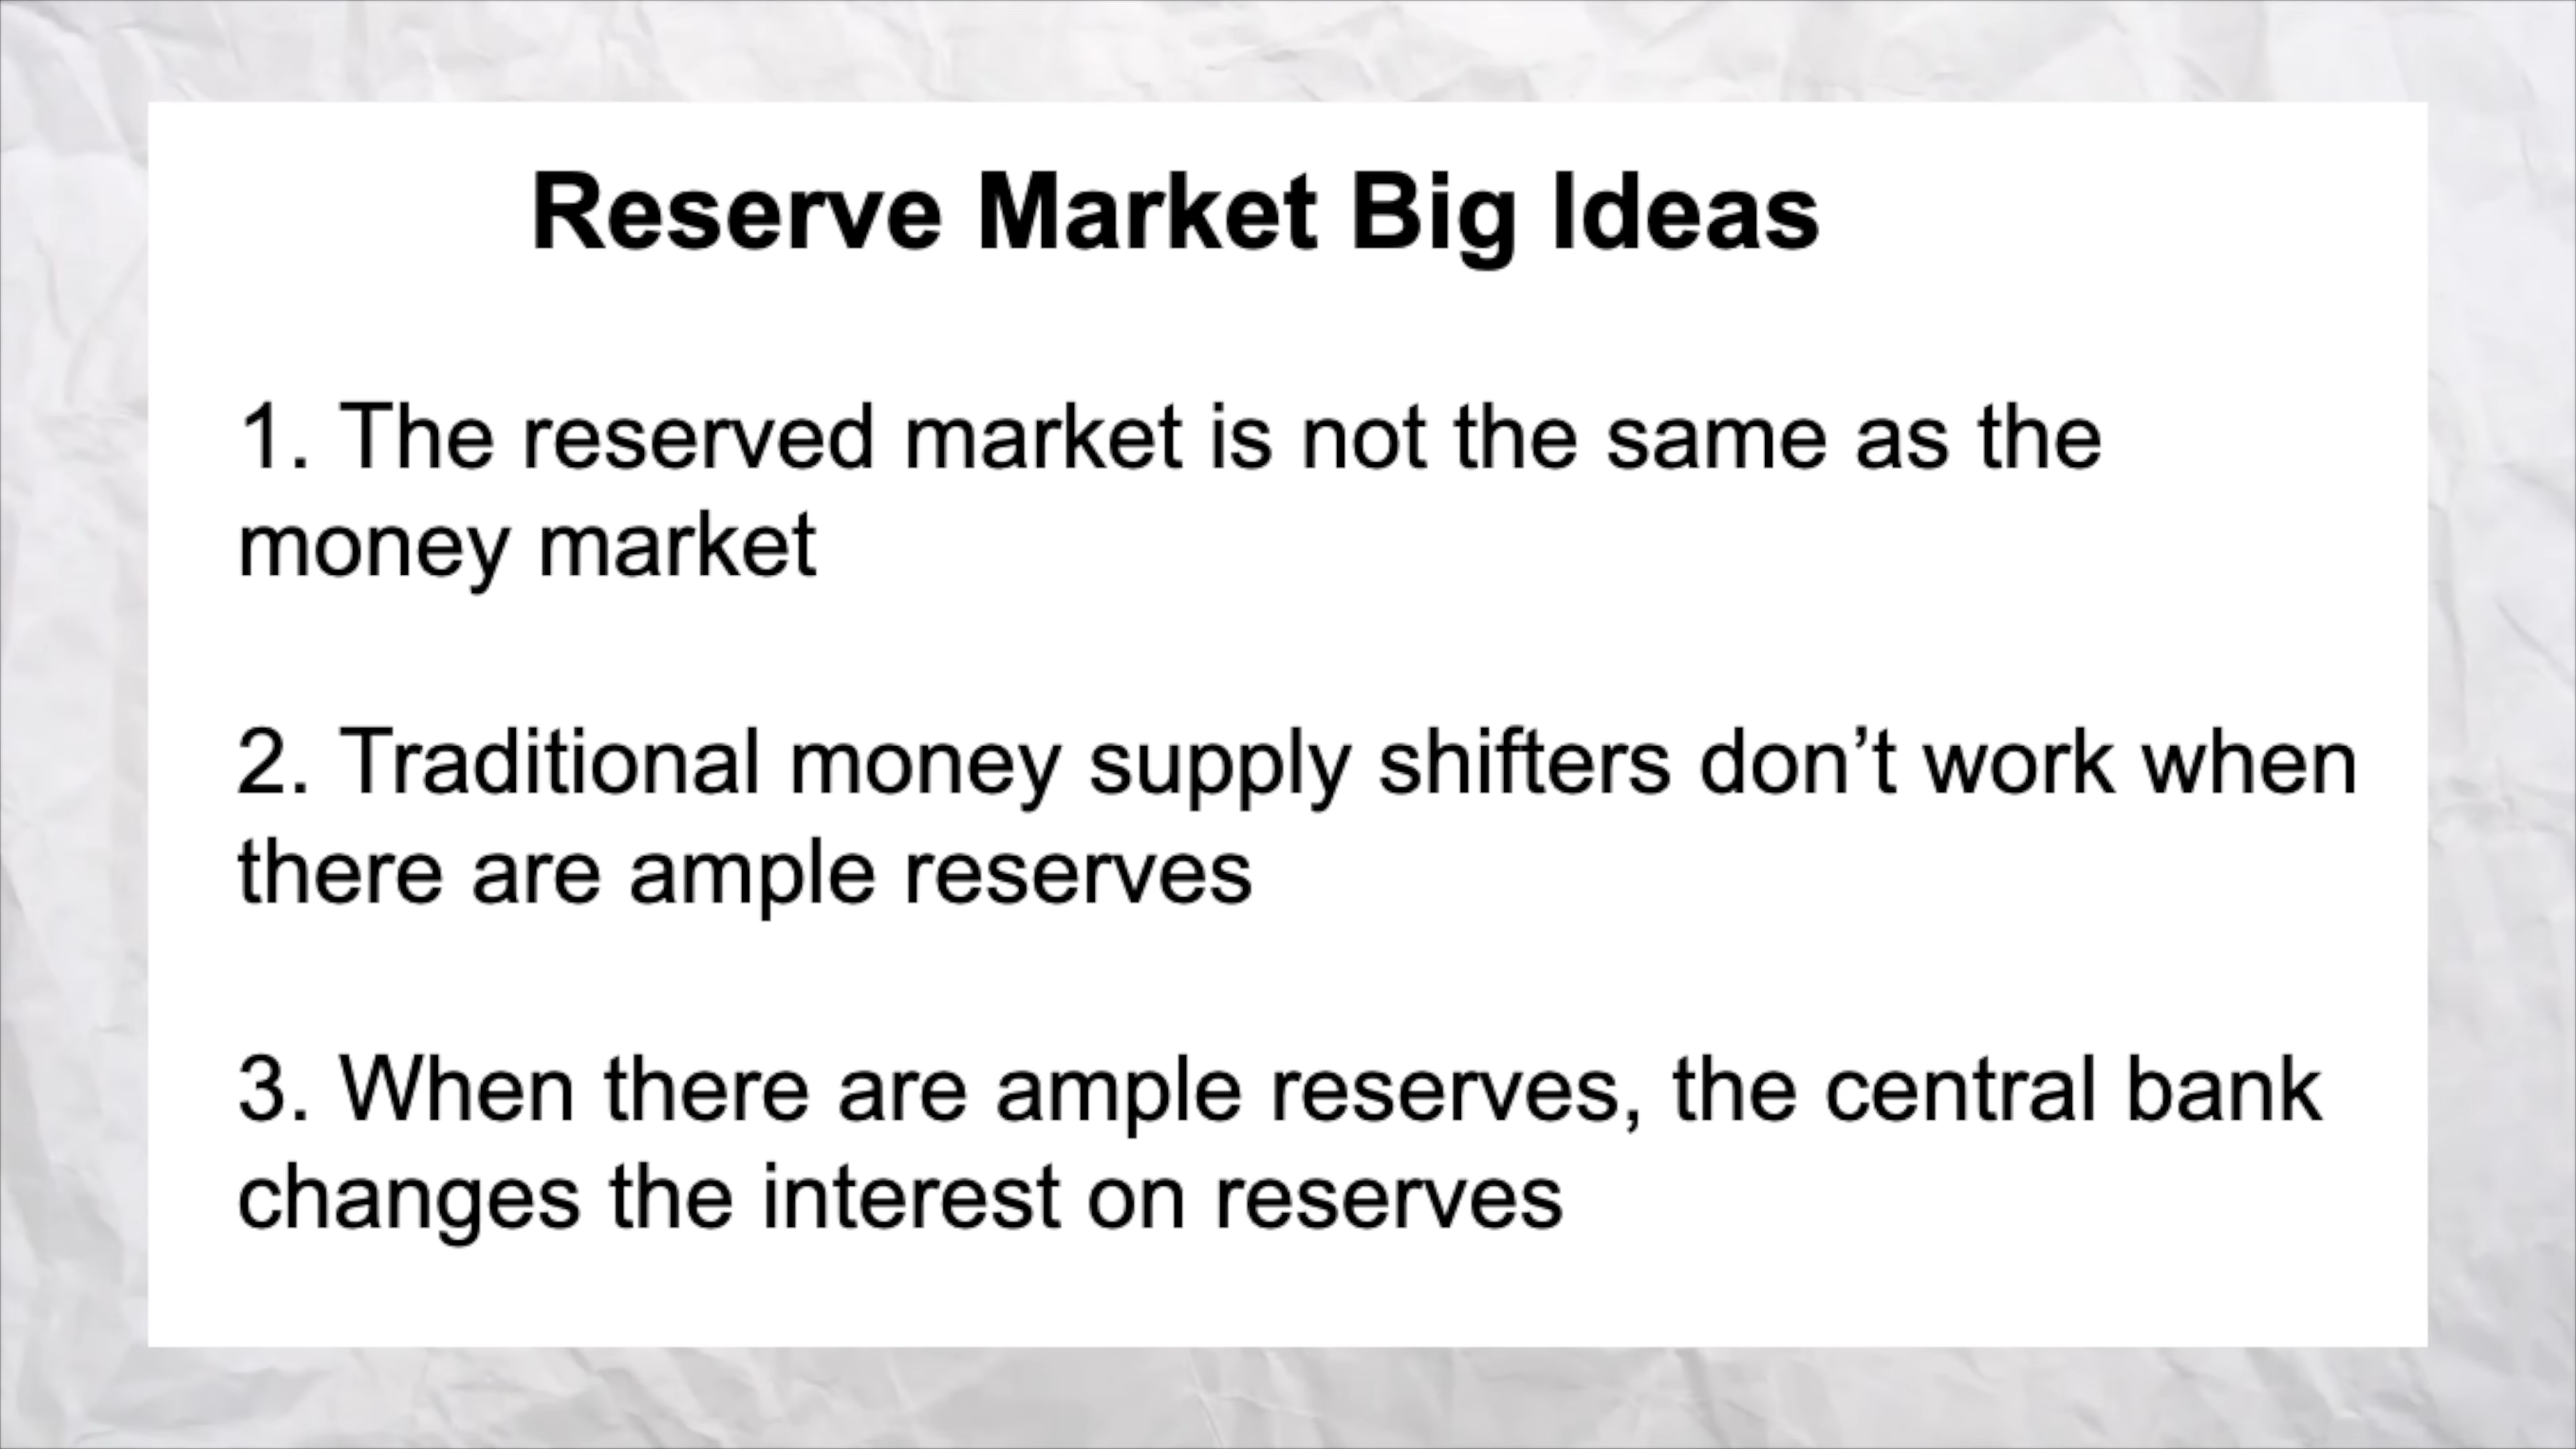 Reserve Market Big Ideas
1. The reserved market is not the same as the
money market
2. Traditional money supply shifters don’t work when
there are ample reserves
3. When there are ample reserves, the central bank
changes the interest on reserves